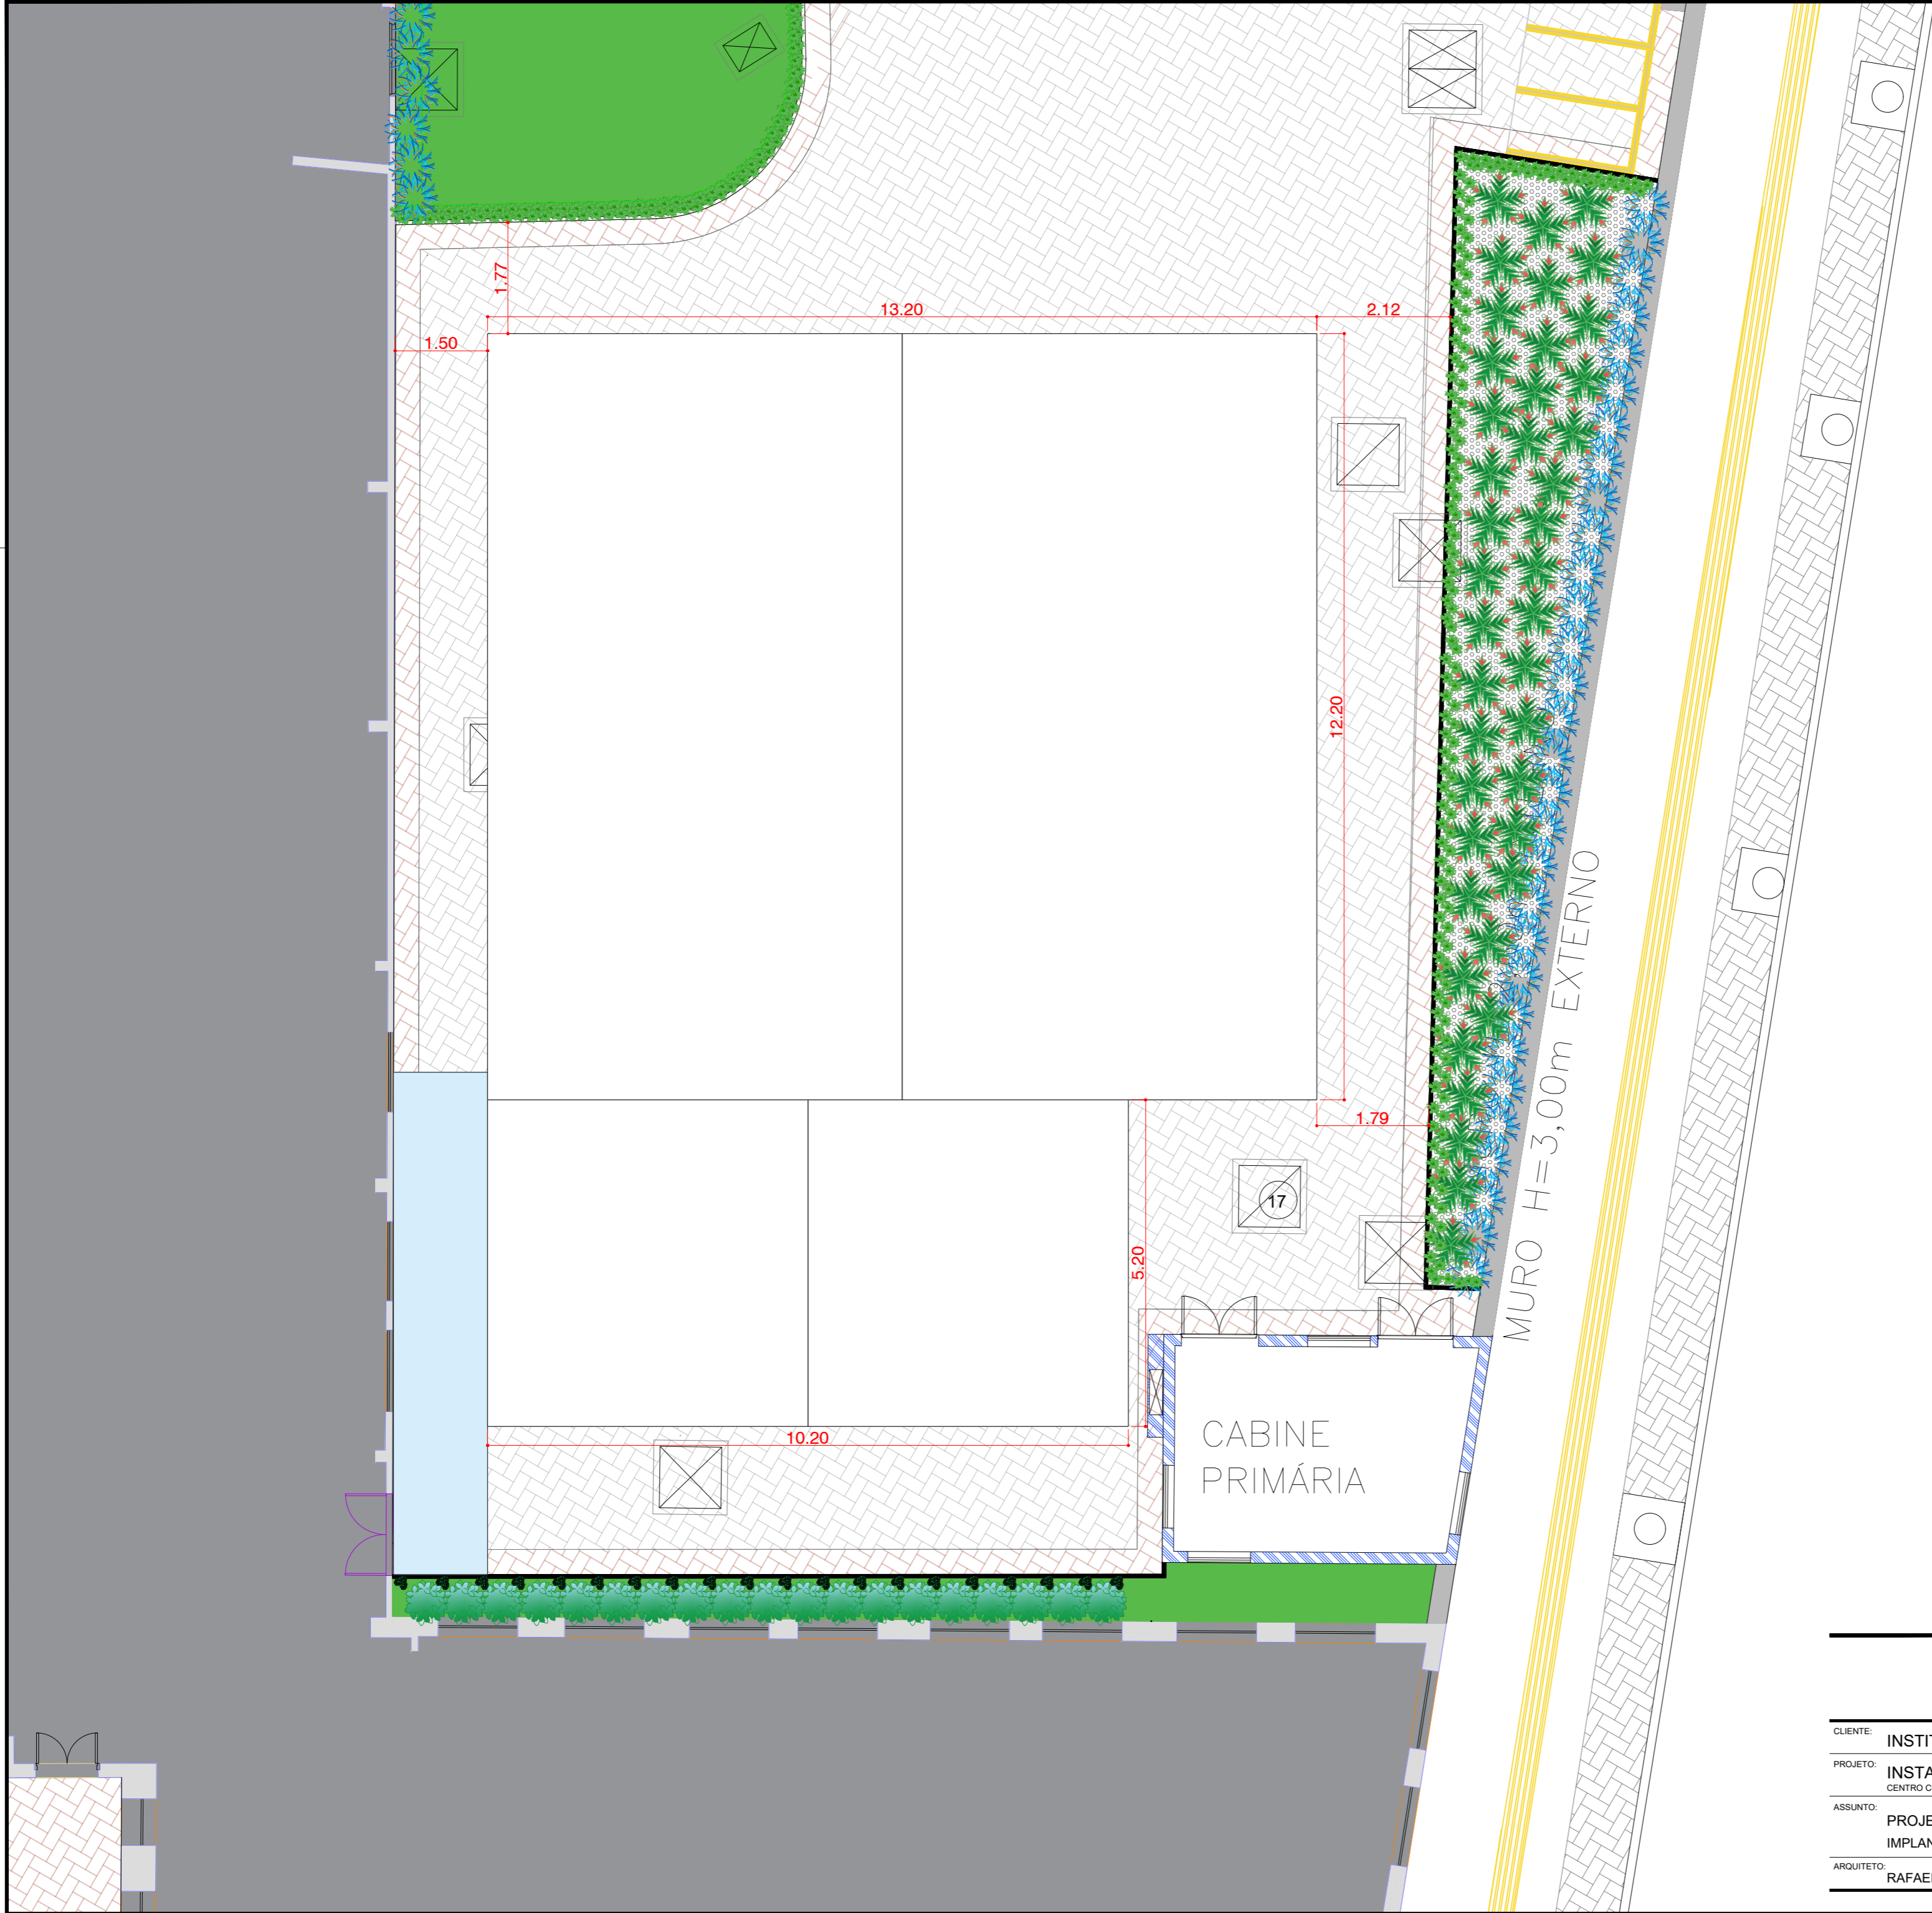 1.77
13.20
2.12
1.50
12.20
1.79
17
5.20
10.20
MURO H=3,00m EXTERNO
CABINE
PRIMÁRIA
CLIENTE:
PROJETO:
CENTRO
ASSUNTO:
ARQUITETO: